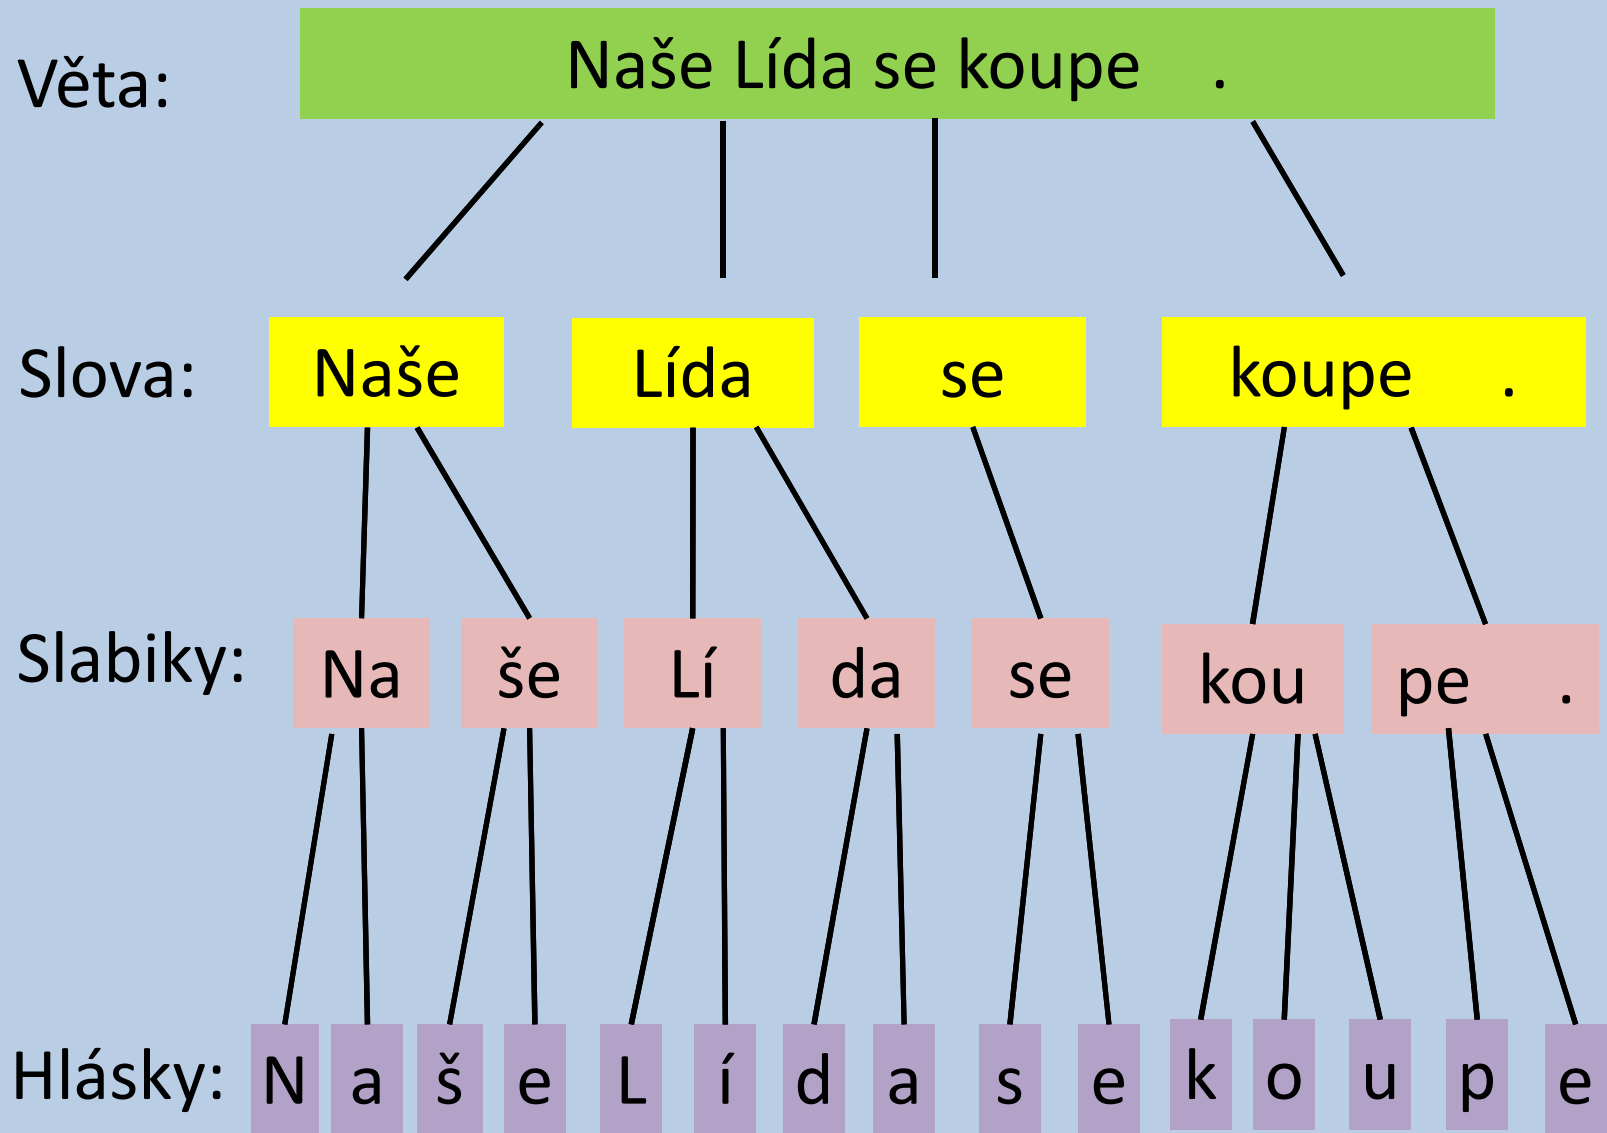 Věta: Naše Lída se koupe .
Slova: Naše Lída se koupe .
Slabiky: Na še Lí da se kou pe .
Hlásky: N a š e L í d a s e k o u p e